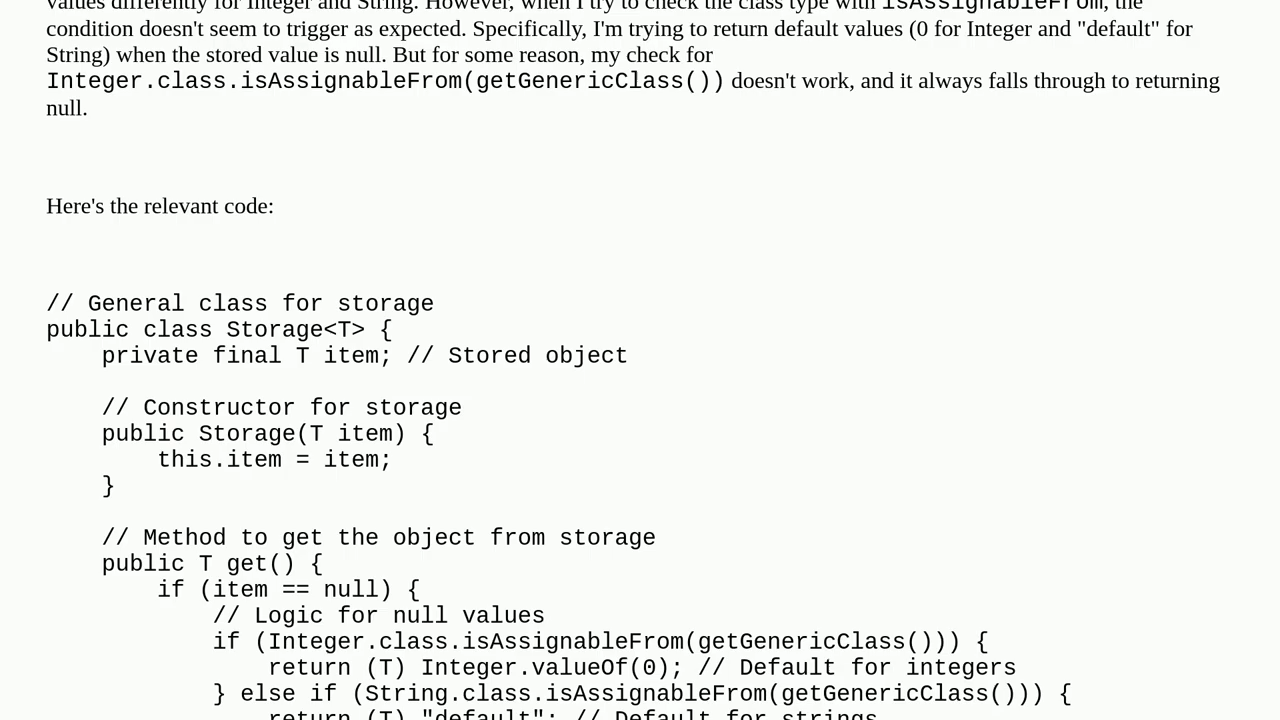 values differently for Integer and String. However, when I try to check the class type with isAssignableFrom, the
condition doesn't seem to trigger as expected. Specifically, I'm trying to return default values (0 for Integer and "default" for
String) when the stored value is null. But for some reason, my check for
Integer.class.isAssignableFrom(getGenericClass()) doesn't work, and it always falls through to returning
null.
Here's the relevant code:
// General class for storage
public class Storage<T> {
    private final T item; // Stored object
    // Constructor for storage
    public Storage(T item) {
        this.item = item;
    }
    // Method to get the object from storage
    public T get() {
        if (item == null) {
            // Logic for null values
            if (Integer.class.isAssignableFrom(getGenericClass())) {
                return (T) Integer.valueOf(0); // Default for integers
            } else if (String.class.isAssignableFrom(getGenericClass())) {
                return (T) "default"; // Default for strings